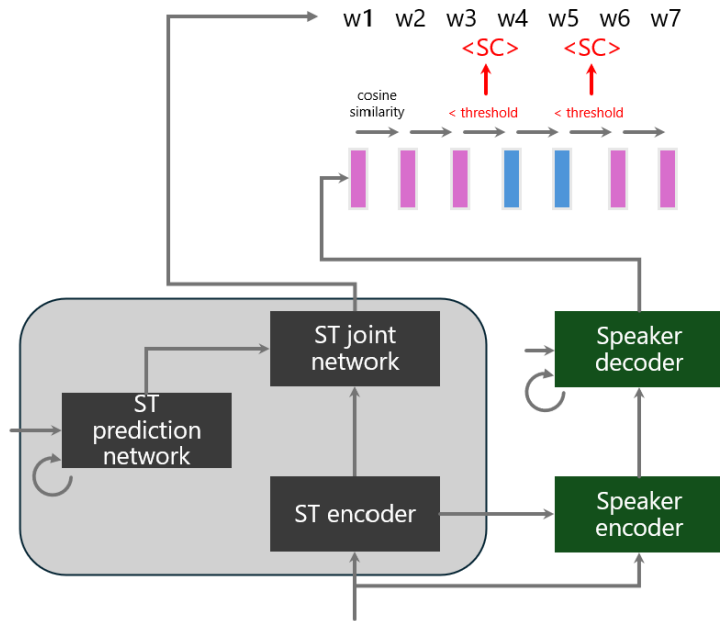 w1 w2 w3 w4 w5 w6 w7
<SC> <SC>
cosine
similarity
< threshold < threshold
ST joint
network
Speaker
decoder
ST
prediction
network
ST encoder
Speaker
encoder